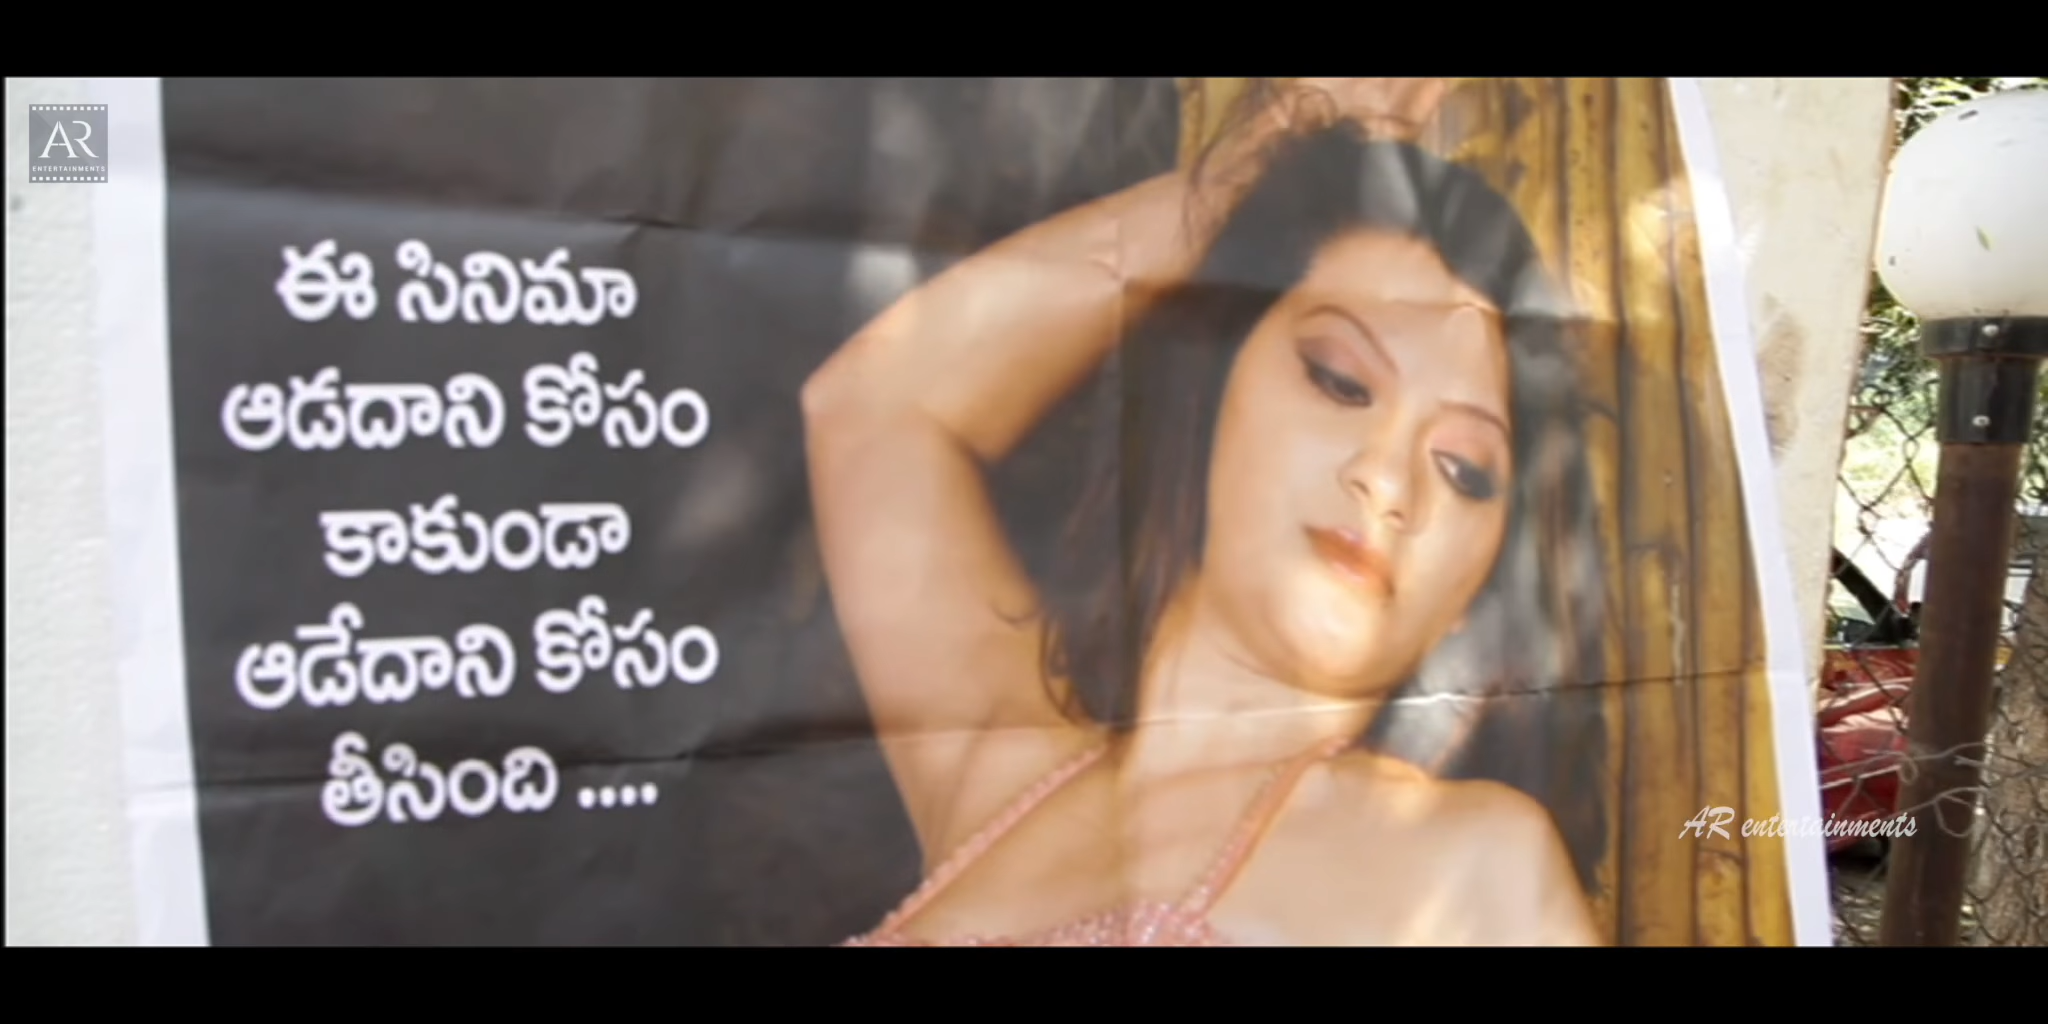 AR
ENTERTAINMENTS
ఈ సినిమా
ఆడదాని కోసం
కాకుండా
ఆడేదాని కోసం
తీసింది ....
AR entertainments